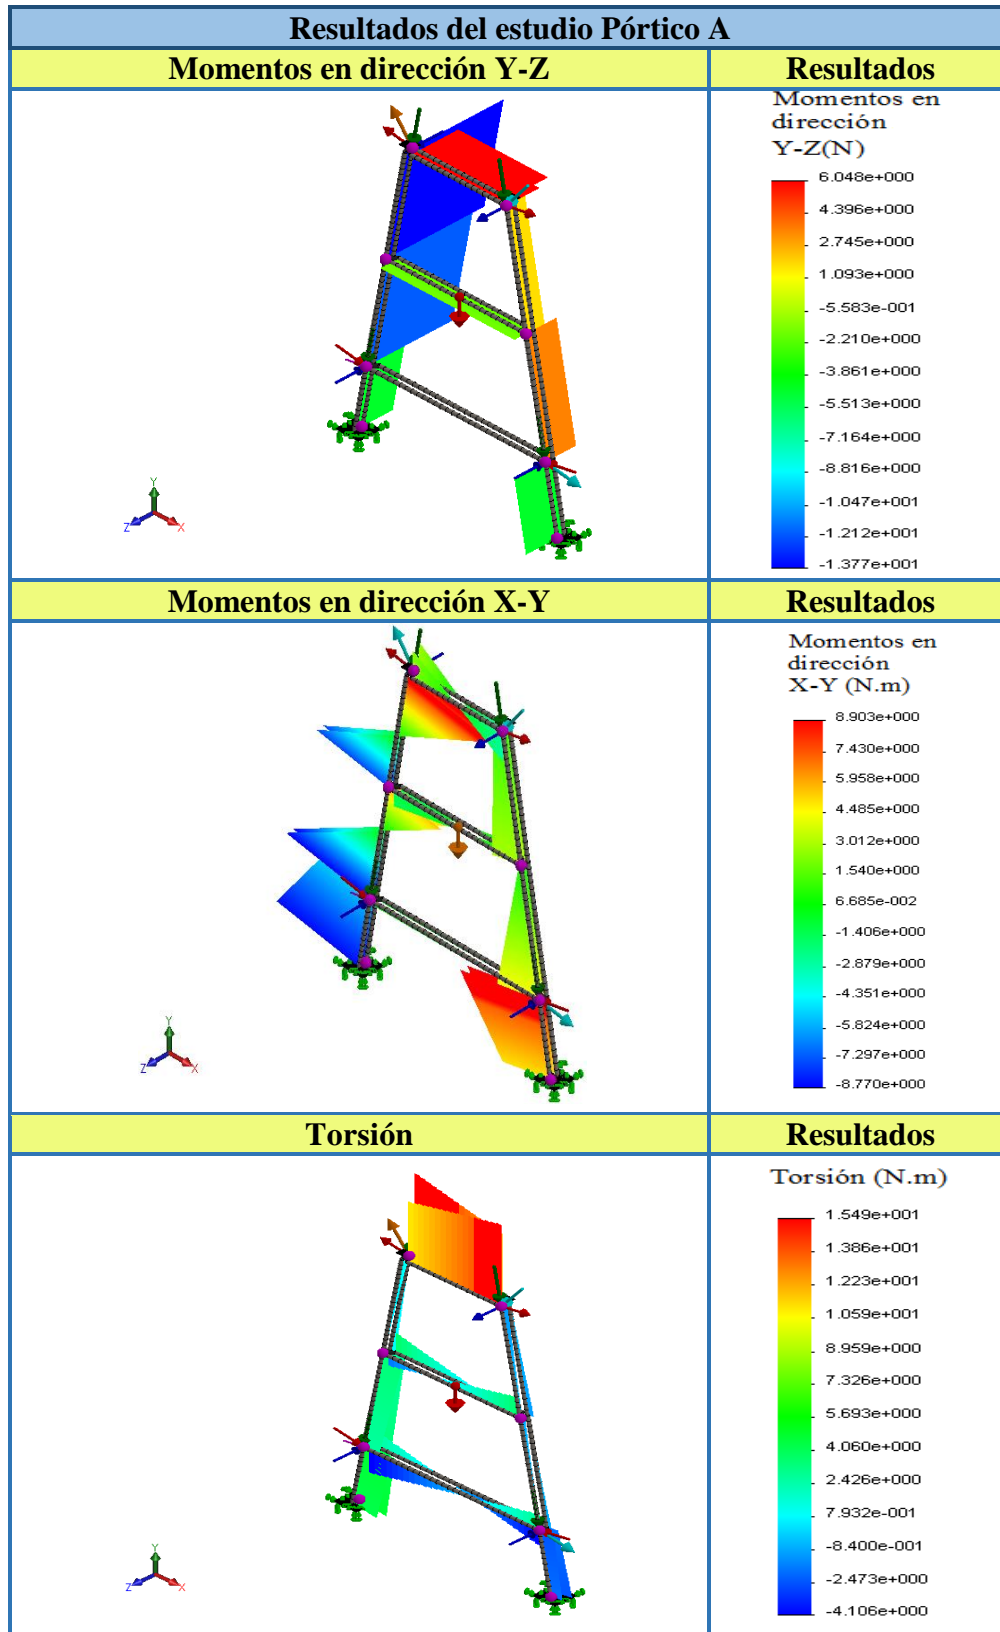 Resultados del estudio Pórtico A
Momentos en dirección Y-Z
Resultados
Momentos en
dirección
Y-Z(N)
6.048e+000
4.396e+000
2.745e+000
1.093e+000
-5.583e-001
-2.210e+000
-3.861e+000
-5.513e+000
-7.164e+000
-8.816e+000
-1.047e+001
-1.212e+001
-1.377e+001
Y
Z
X
Momentos en dirección X-Y
Resultados
Momentos en
dirección
X-Y (N.m)
8.903e+000
7.430e+000
5.958e+000
4.485e+000
3.012e+000
1.540e+000
6.685e-002
-1.406e+000
-2.879e+000
-4.351e+000
-5.824e+000
-7.297e+000
-8.770e+000
Y
Z
X
Torsión
Resultados
Torsión (N.m)
1.549e+001
1.386e+001
1.223e+001
1.059e+001
8.959e+000
7.326e+000
5.693e+000
4.060e+000
2.426e+000
7.932e-001
-8.400e-001
-2.473e+000
-4.106e+000
Y
Z
X